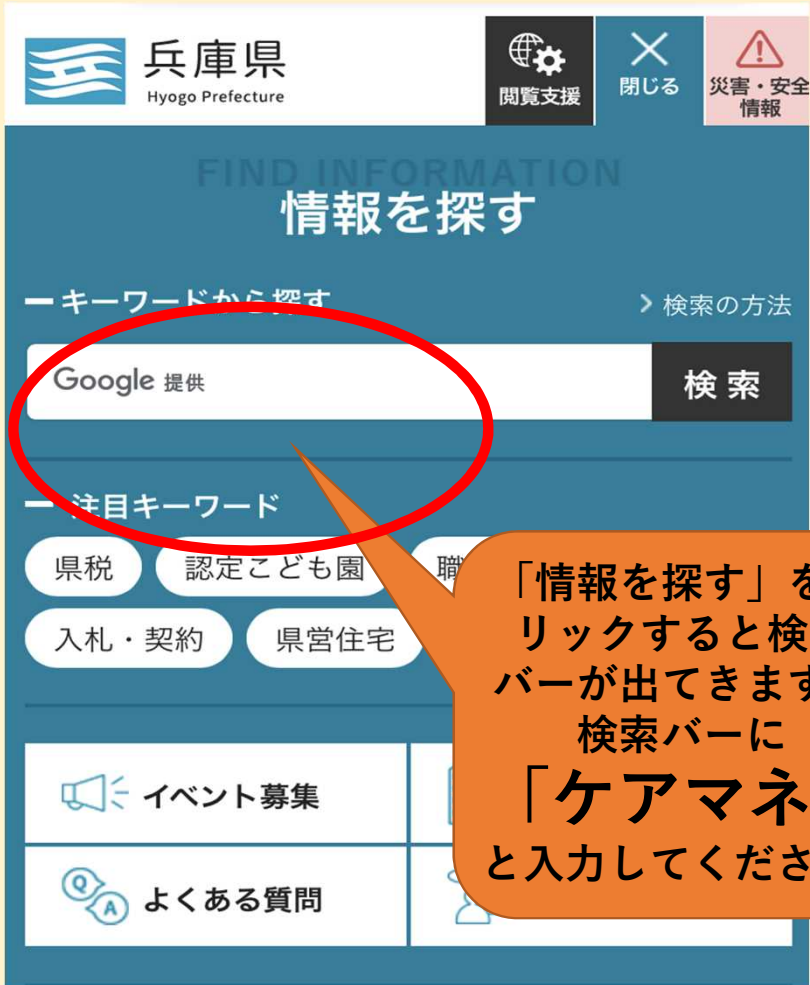 兵庫県
Hyogo Prefecture
閲覧支援
閉じる
災害・安全
情報
FIND INFORMATION
情報を探す
キーワードから探す
検索の方法
Google 提供
検 索
注目キーワード
県税
認定こども園
職
入札・契約
県営住宅
「情報を探す」を
リックすると検
バーが出てきます
検索バーに
「ケアマネ
と入力してくださ
イベント募集
よくある質問